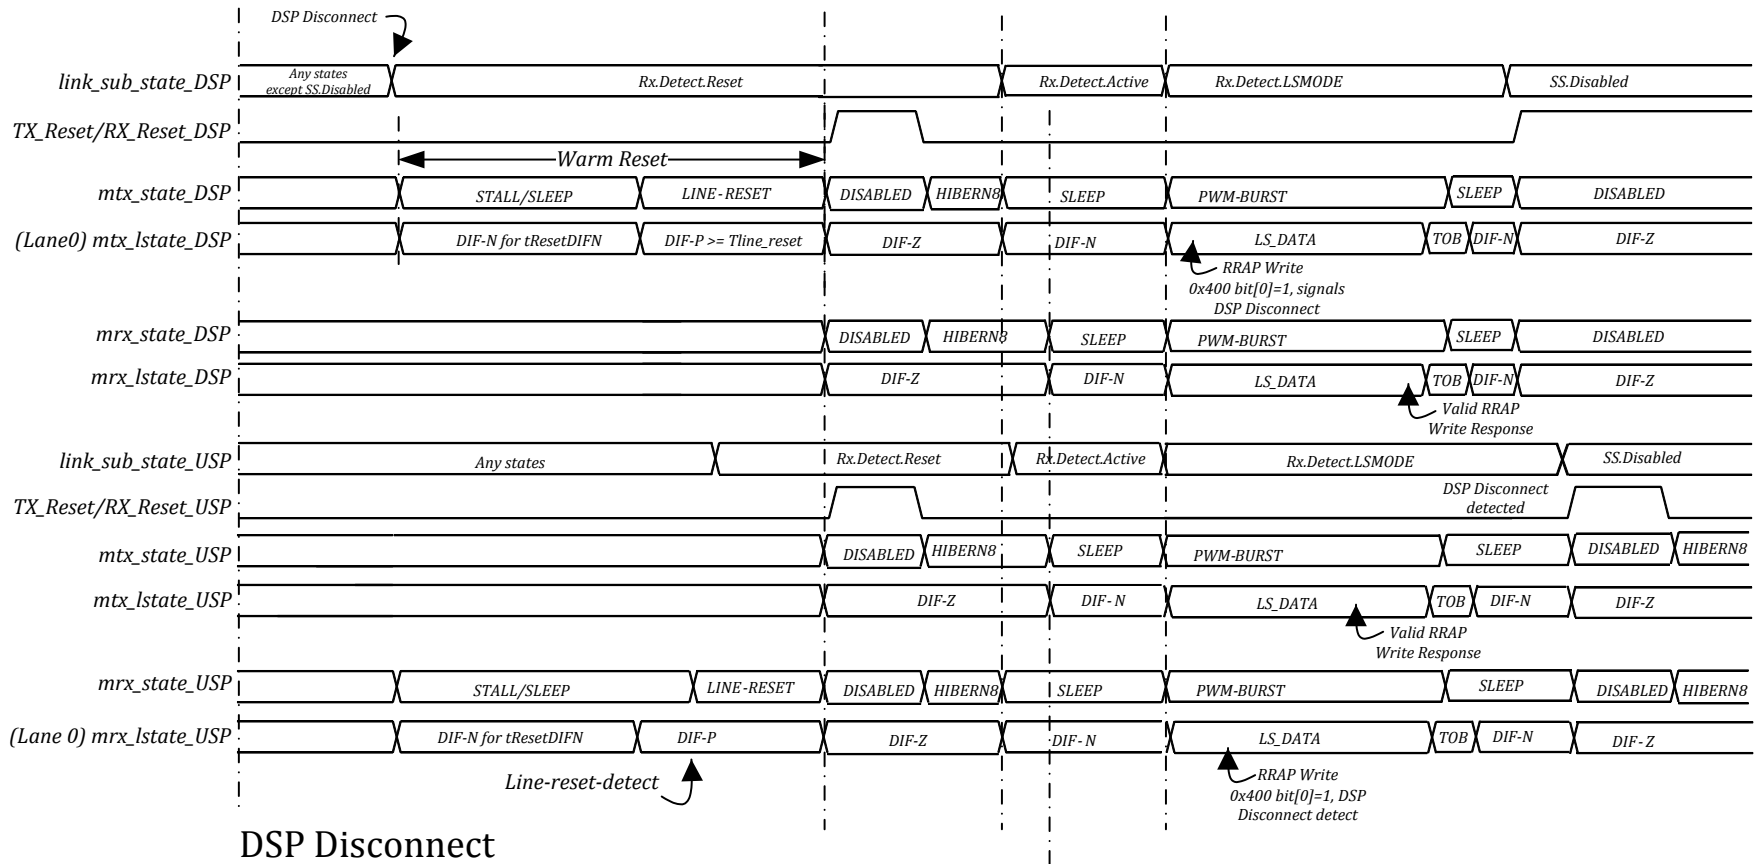 DSP Disconnect
link_sub_state_DSP
Any states
except SS.Disabled
Rx.Detect.Reset
Rx.Detect.Active
Rx.Detect.LSMODE
SS.Disabled
TX_Reset/RX_Reset_DSP
Warm Reset
mtx_state_DSP
STALL/SLEEP
LINE-RESET
DISABLED
HIBERN8
SLEEP
PWM-BURST
SLEEP
DISABLED
(Lane0) mtx_lstate_DSP
DIF-N for tResetDIFN
DIF-P >= Tline_reset
DIF-Z
DIF-N
LS_DATA
TOB
DIF-N
DIF-Z
RRAP Write
0x400 bit[0]=1, signals
DSP Disconnect
mrx_state_DSP
DISABLED
HIBERN8
SLEEP
PWM-BURST
SLEEP
DISABLED
mrx_lstate_DSP
DIF-Z
DIF-N
LS_DATA
TOB
DIF-N
DIF-Z
Valid RRAP
Write Response
link_sub_state_USP
Any states
Rx.Detect.Reset
Rx.Detect.Active
Rx.Detect.LSMODE
SS.Disabled
TX_Reset/RX_Reset_USP
DSP Disconnect
detected
mtx_state_USP
DISABLED
HIBERN8
SLEEP
PWM-BURST
SLEEP
DISABLED
HIBERN8
mtx_lstate_USP
DIF-Z
DIF-N
LS_DATA
TOB
DIF-N
DIF-Z
Valid RRAP
Write Response
mrx_state_USP
STALL/SLEEP
LINE-RESET
DISABLED
HIBERN8
SLEEP
PWM-BURST
SLEEP
DISABLED
HIBERN8
(Lane 0) mrx_lstate_USP
DIF-N for tResetDIFN
DIF-P
DIF-Z
DIF-N
LS_DATA
TOB
DIF-N
DIF-Z
Line-reset-detect
RRAP Write
0x400 bit[0]=1, DSP
Disconnect detect
DSP Disconnect